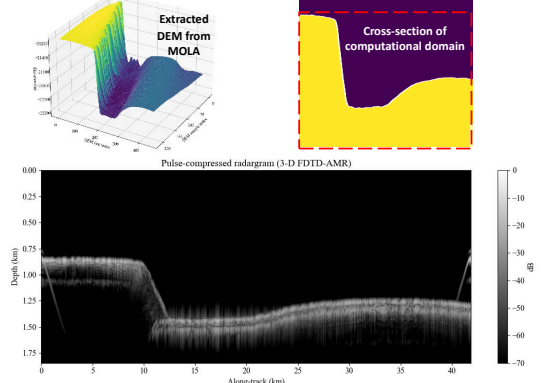 Extracted
DEM from
MOLA
Cross-section of
computational domain
Pulse-compressed radargram (3-D FDTD-AMR)
Depth (km)
0.00
0.25
0.50
0.75
1.00
1.25
1.50
1.75
0 5 10 15 20 25 30 35 40
Along-track (km)
0
−10
−20
−30
−40
−50
−60
−70
dB